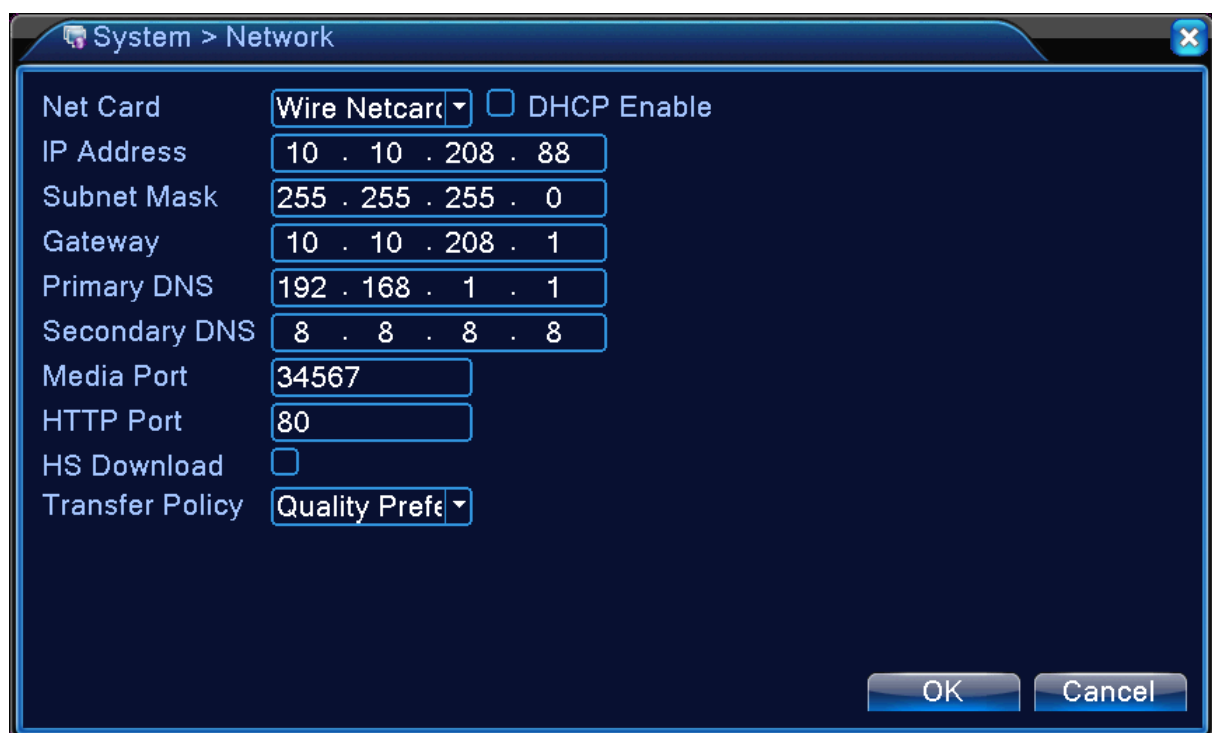 System > Network
Net Card Wire Netcard DHCP Enable
IP Address 10 . 10 . 208 . 88
Subnet Mask 255 . 255 . 255 . 0
Gateway 10 . 10 . 208 . 1
Primary DNS 192 . 168 . 1 . 1
Secondary DNS 8 . 8 . 8 . 8
Media Port 34567
HTTP Port 80
HS Download
Transfer Policy Quality Prefe
OK Cancel